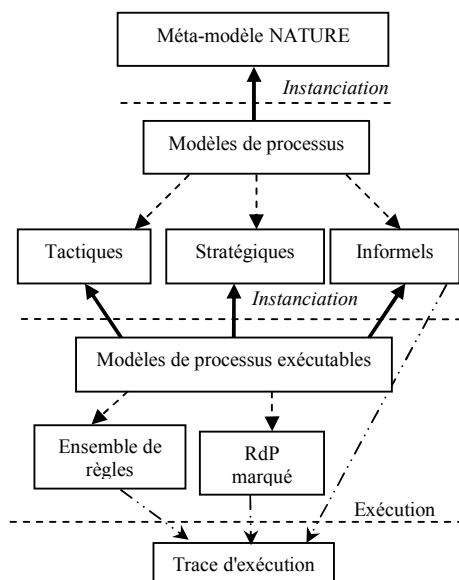 Méta-modèle NATURE
Instanciation
Modèles de processus
Tactiques
Stratégiques
Informels
Instanciation
Modèles de processus exécutables
Ensemble de
règles
RdP
marqué
Exécution
Trace d'exécution